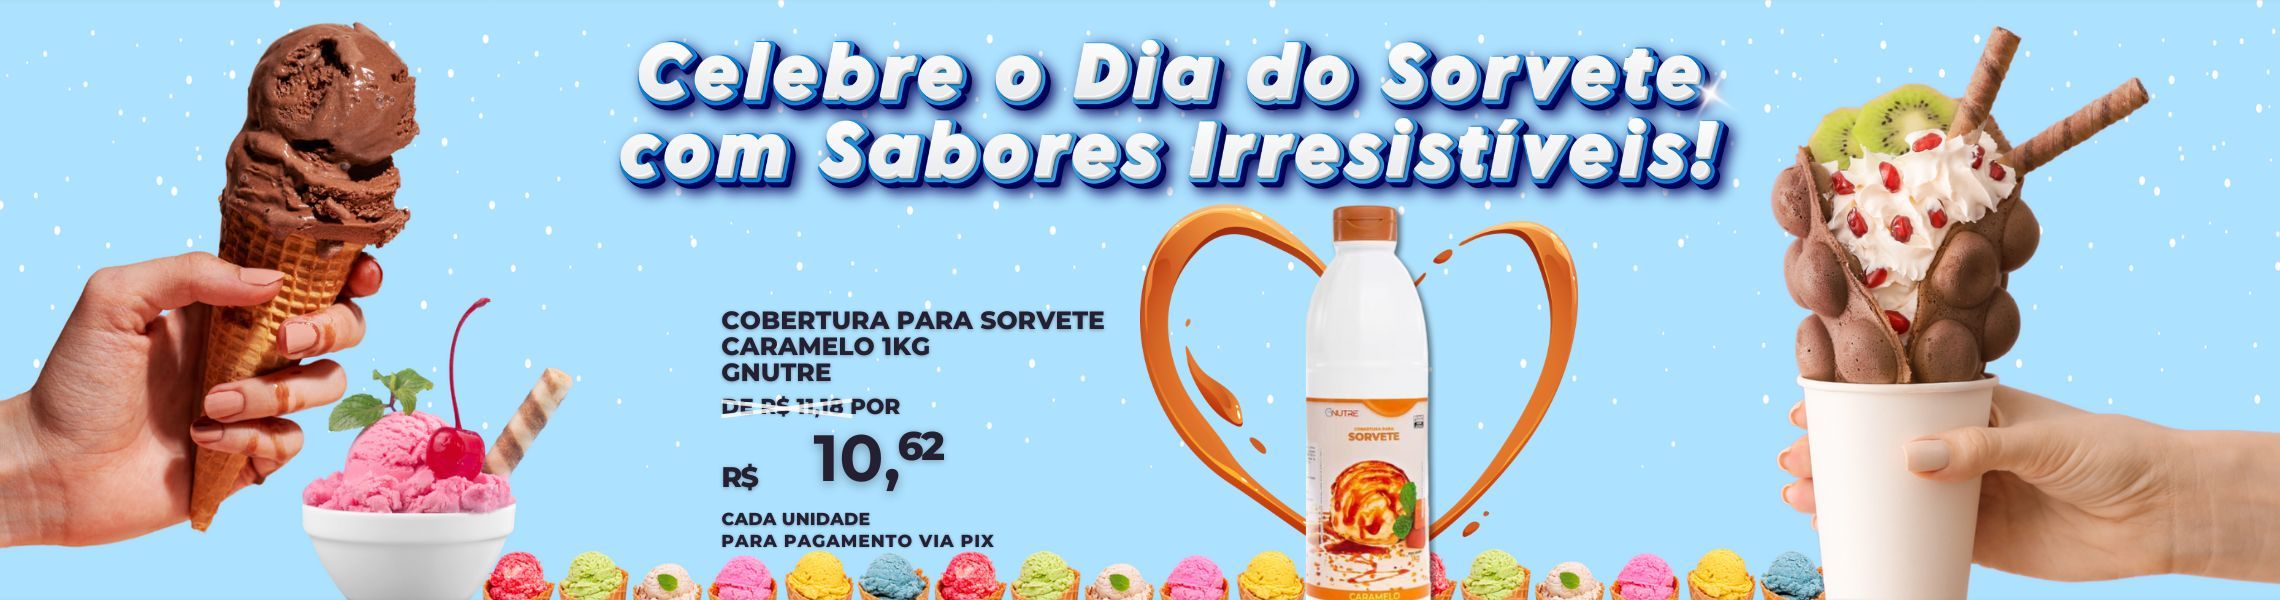 Celebre o Dia do Sorvete
com Sabores Irresistíveis!
COBERTURA PARA SORVETE
CARAMELO 1KG
GNUTRE
DE R$ 11,18 POR
R$ 10,62
CADA UNIDADE
PARA PAGAMENTO VIA PIX
GNUTRE
COBERTURA PARA
SORVETE
CARAMELO